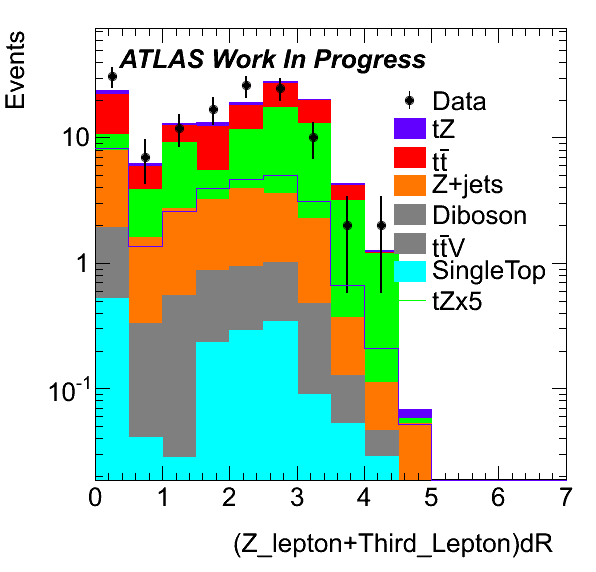 Events
ATLAS Work In Progress
Data
tZ
tt̄
Z+jets
Diboson
tt̄V
SingleTop
tZx5
10
1
10⁻¹
0 1 2 3 4 5 6 7
(Z_lepton+Third_Lepton)dR